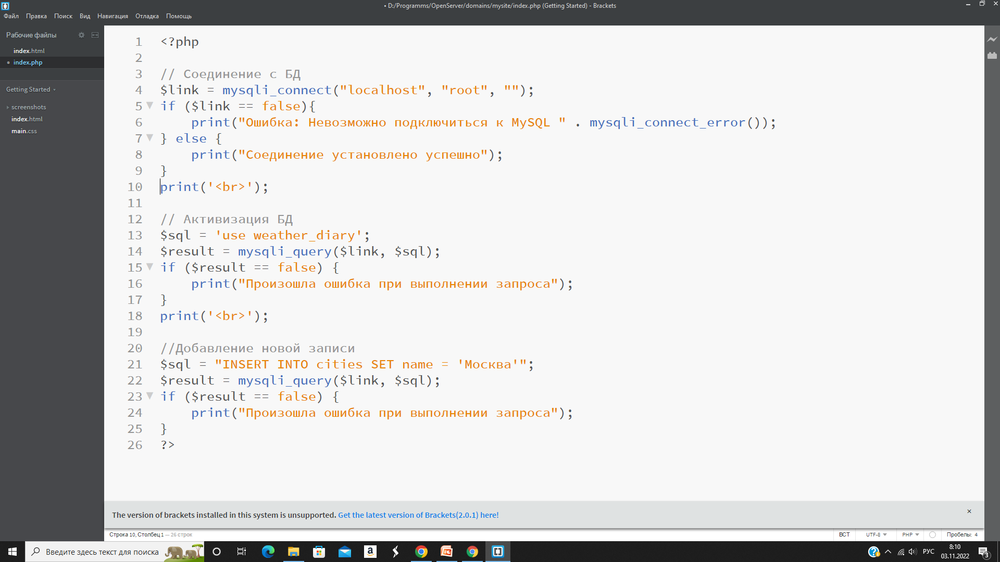 • D:/Programms/OpenServer/domains/mysite/index.php (Getting Started) - Brackets
Файл Правка Поиск Вид Навигация Отладка Помощь
Рабочие файлы
index.html
• index.php
Getting Started
screenshots
index.html
main.css
1 <?php
2
3 // Соединение с БД
4 $link = mysqli_connect("localhost", "root", "");
5 if ($link == false){
6 print("Ошибка: Невозможно подключиться к MySQL " . mysqli_connect_error());
7 } else {
8 print("Соединение установлено успешно");
9 }
10 print('<br>');
11
12 // Активизация БД
13 $sql = 'use weather_diary';
14 $result = mysqli_query($link, $sql);
15 if ($result == false) {
16 print("Произошла ошибка при выполнении запроса");
17 }
18 print('<br>');
19
20 //Добавление новой записи
21 $sql = "INSERT INTO cities SET name = 'Москва'";
22 $result = mysqli_query($link, $sql);
23 if ($result == false) {
24 print("Произошла ошибка при выполнении запроса");
25 }
26 ?>
The version of brackets installed in this system is unsupported. Get the latest version of Brackets(2.0.1) here!
Строка 10, Столбец 1 — 26 строк
ВСТ UTF-8 PHP Пробелы: 4
Введите здесь текст для поиска
РУС
8:10
03.11.2022
3